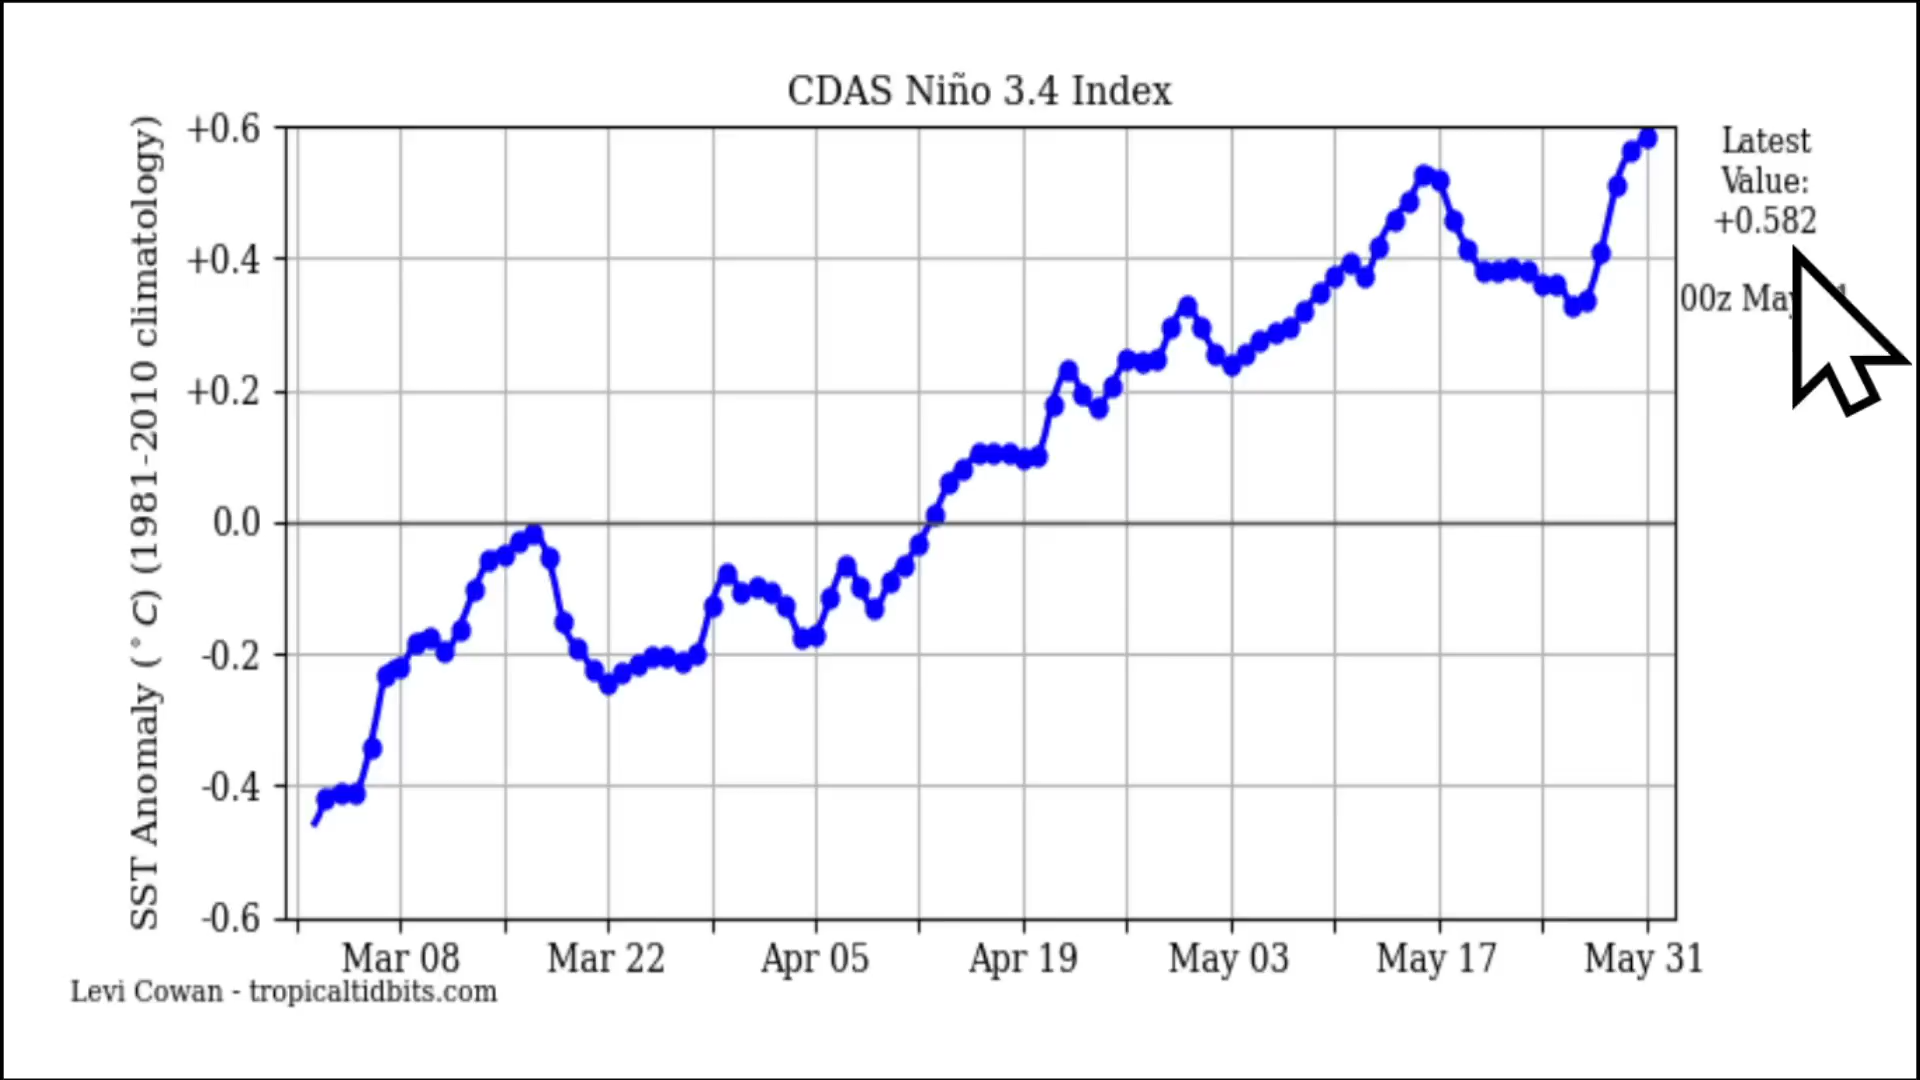 CDAS Niño 3.4 Index
SST Anomaly (°C) (1981-2010 climatology)
+0.6
+0.4
+0.2
0.0
-0.2
-0.4
-0.6
Mar 08
Mar 22
Apr 05
Apr 19
May 03
May 17
May 31
Latest
Value:
+0.582
00z
Levi Cowan - tropicaltidbits.com